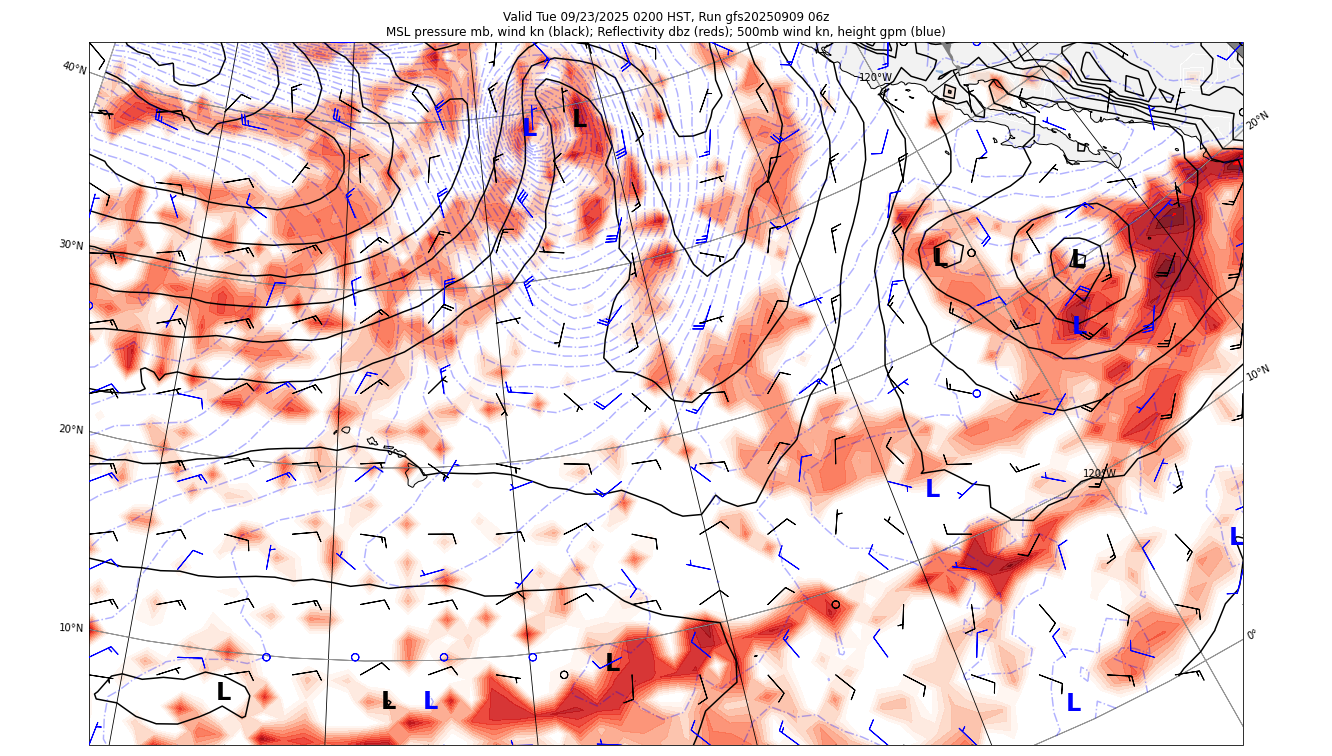 Valid Tue 09/23/2025 0200 HST, Run gfs20250909 06z
MSL pressure mb, wind kn (black); Reflectivity dbz (reds); 500mb wind kn, height gpm (blue)
40°N
120°W
20°N
L
L
30°N
L
L
L
10°N
20°N
120°W
L
L
10°N
0°
L
L
L
L
L